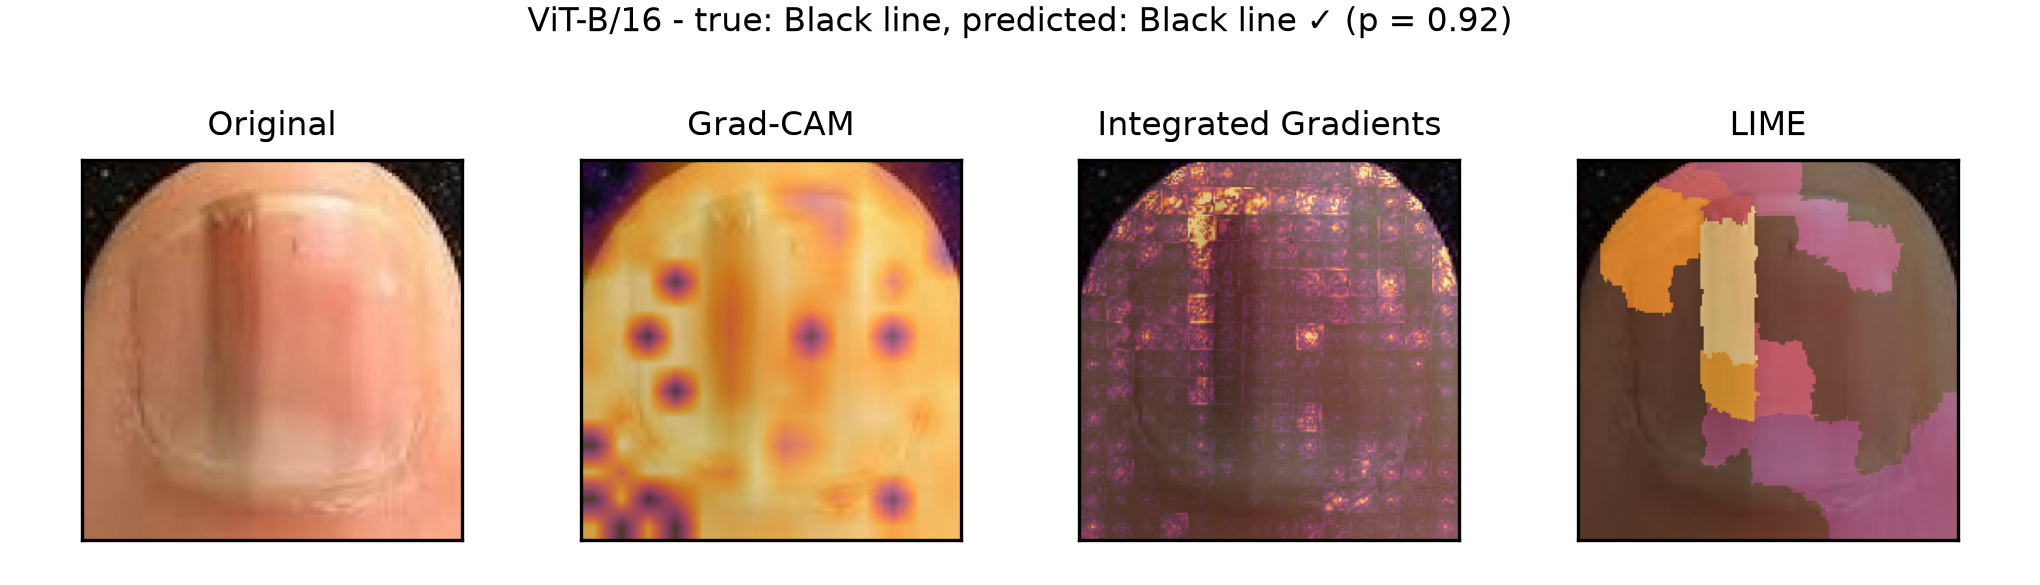 ViT-B/16 - true: Black line, predicted: Black line ✓ (p = 0.92)
Original
Grad-CAM
Integrated Gradients
LIME